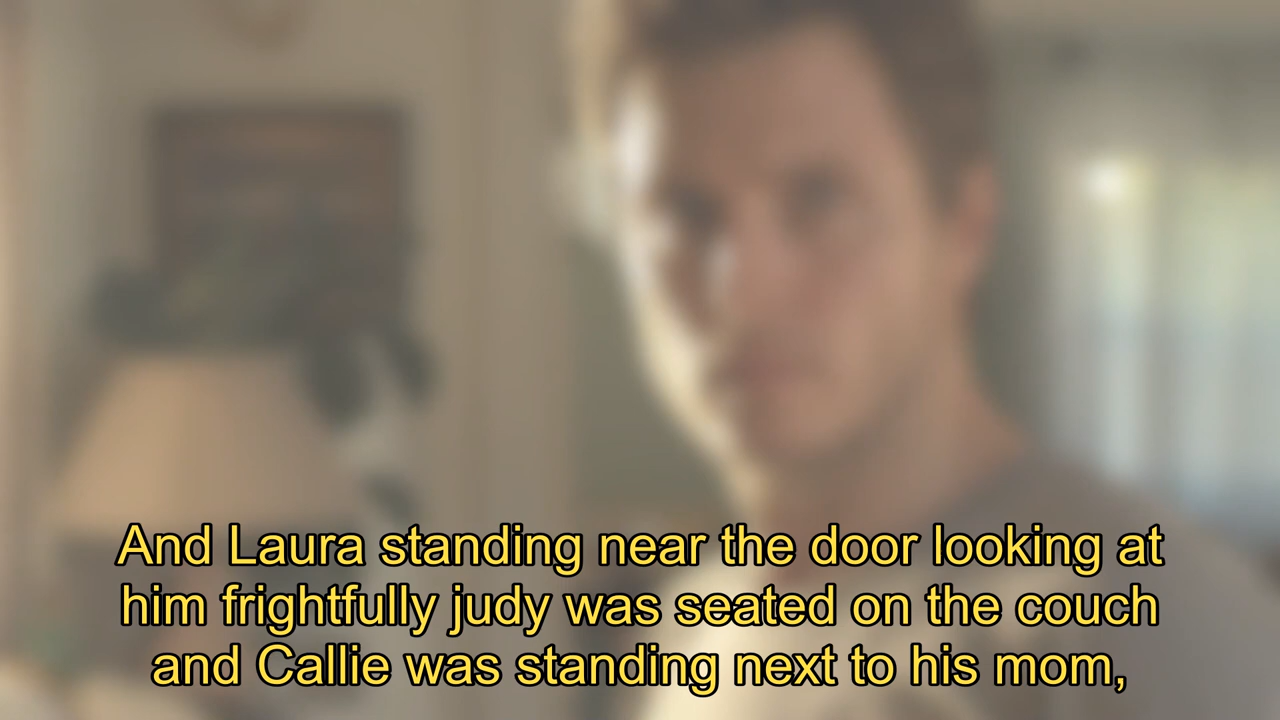 And Laura standing near the door looking at
him frightfully judy was seated on the couch
and Callie was standing next to his mom,